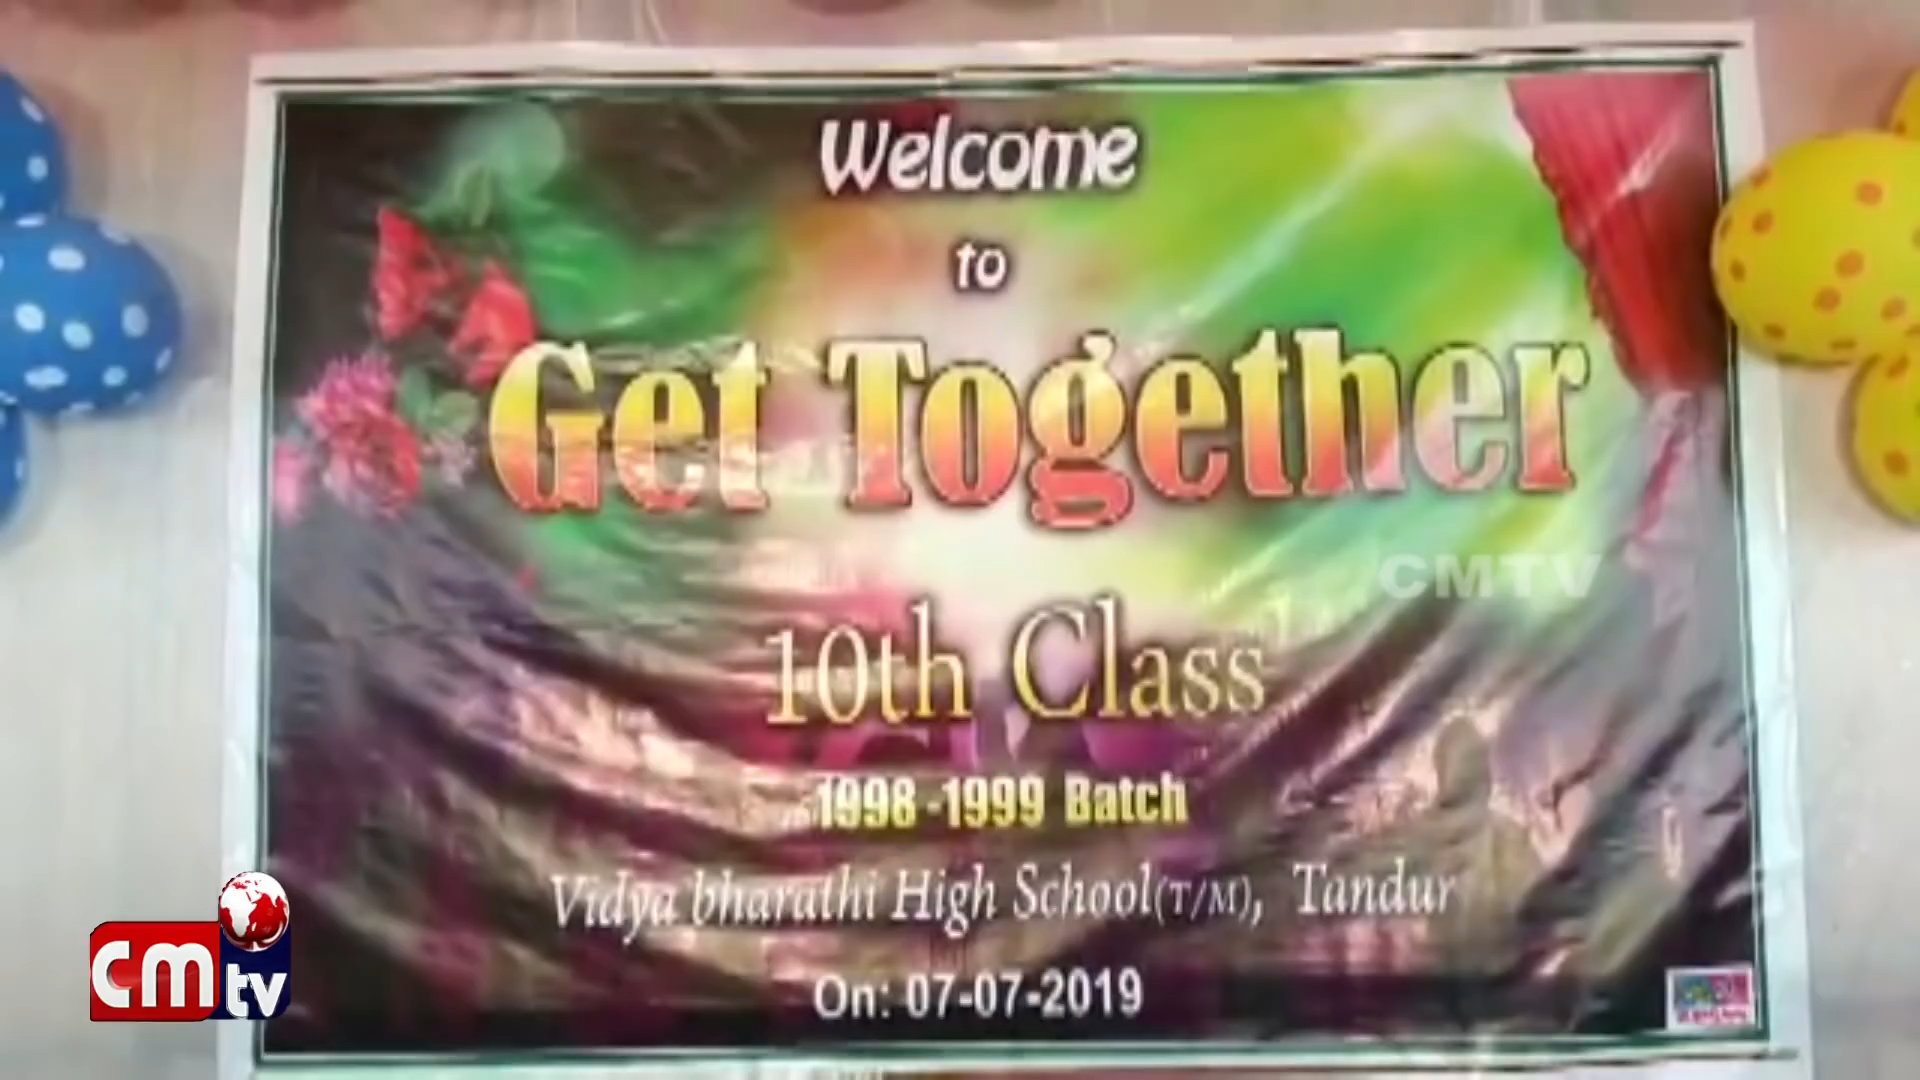 Welcome
to
Get Together
CMTV
10th Class
1998-1999 Batch
Vidya bharathi High School(T/M), Tandur
On: 07-07-2019
cm tv